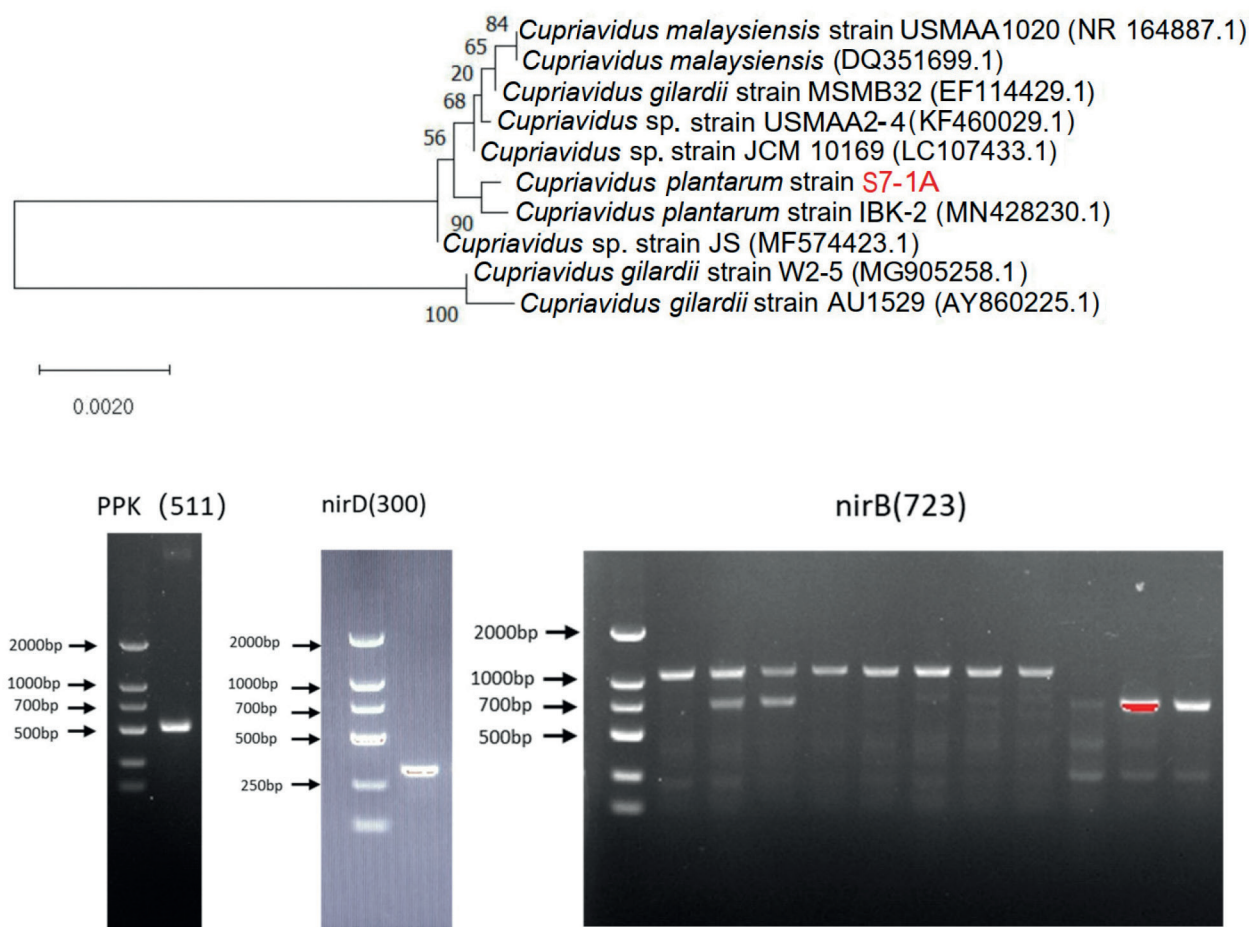 84
Cupriavidus malaysiensis strain USMAA1020 (NR 164887.1)
65
Cupriavidus malaysiensis (DQ351699.1)
20
Cupriavidus gilardii strain MSMB32 (EF114429.1)
68
Cupriavidus sp. strain USMAA2-4(KF460029.1)
56
Cupriavidus sp. strain JCM 10169 (LC107433.1)
Cupriavidus plantarum strain S7-1A
90
Cupriavidus plantarum strain IBK-2 (MN428230.1)
Cupriavidus sp. strain JS (MF574423.1)
Cupriavidus gilardii strain W2-5 (MG905258.1)
100
Cupriavidus gilardii strain AU1529 (AY860225.1)
0.0020
PPK (511)
2000bp
1000bp
700bp
500bp
nirD(300)
2000bp
1000bp
700bp
500bp
250bp
nirB(723)
2000bp
1000bp
700bp
500bp